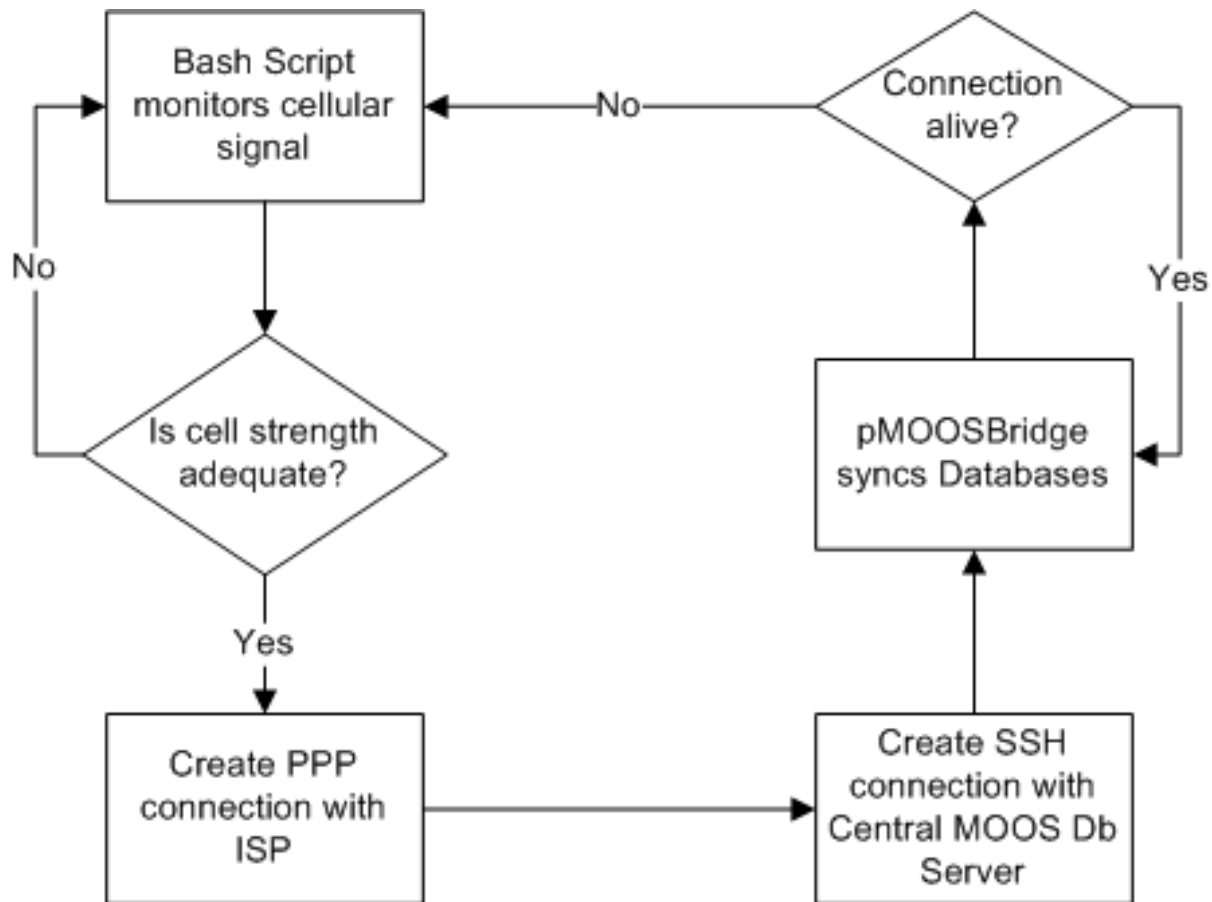 Bash Script
monitors cellular
signal
No
Connection
alive?
No
Yes
Is cell strength
adequate?
pMOOSBridge
syncs Databases
Yes
Create PPP
connection with
ISP
Create SSH
connection with
Central MOOS Db
Server